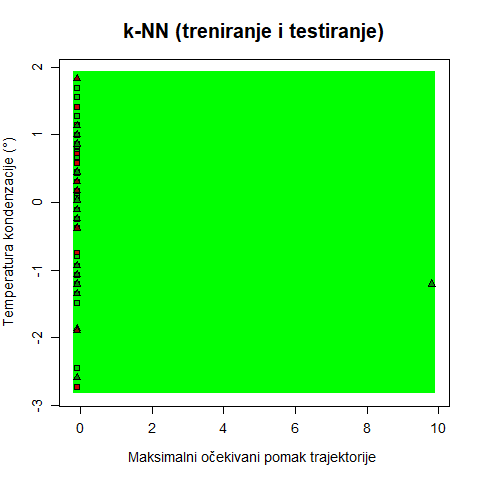 k-NN (treniranje i testiranje)
Temperatura kondenzacije (°)
2
1
0
-1
-2
-3
0 2 4 6 8 10
Maksimalni očekivani pomak trajektorije